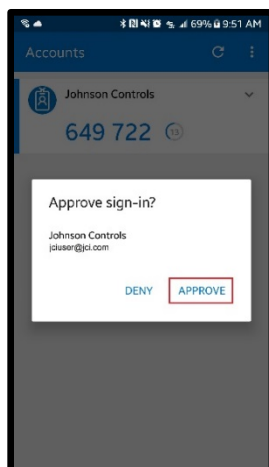 69% 9:51 AM
Accounts
Johnson Controls
649 722 13
Approve sign-in?
Johnson Controls
jciuser@jci.com
DENY APPROVE